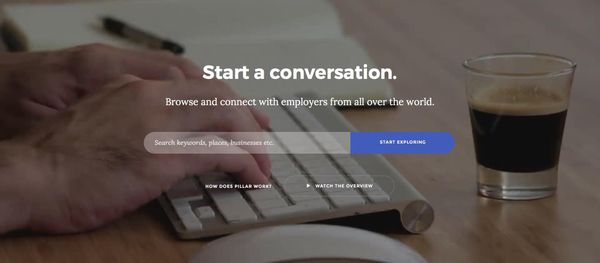 Start a conversation.
Browse and connect with employers from all over the world.
Search keywords, places, businesses etc.
START EXPLORING
HOW DOES PILLAR WORK?
WATCH THE OVERVIEW